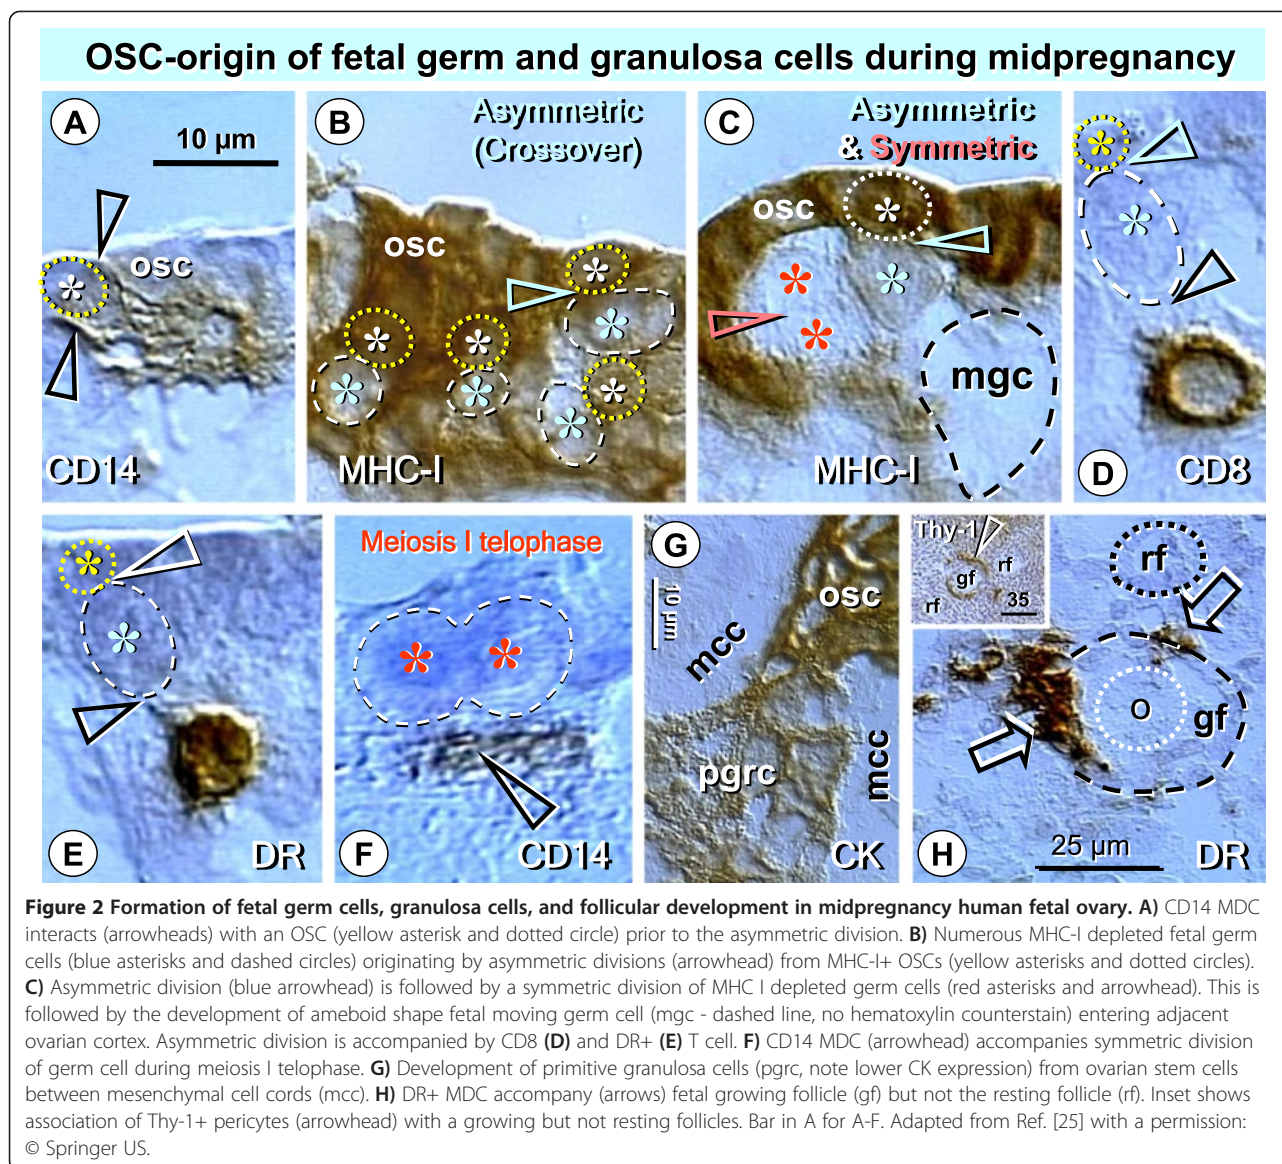 OSC-origin of fetal germ and granulosa cells during midpregnancy
A
10 µm
osc
CD14
B
Asymmetric
(Crossover)
osc
MHC-I
C
Asymmetric
& Symmetric
osc
mgc
MHC-I
D
CD8
E
DR
Meiosis I telophase
F
CD14
G
10 µm
mcc
osc
pgrc
mcc
CK
Thy-1
gf
rf
rf
35
rf
O
gf
H
25 µm
DR
Figure 2 Formation of fetal germ cells, granulosa cells, and follicular development in midpregnancy human fetal ovary. A) CD14 MDC
interacts (arrowheads) with an OSC (yellow asterisk and dotted circle) prior to the asymmetric division. B) Numerous MHC-I depleted fetal germ
cells (blue asterisks and dashed circles) originating by asymmetric divisions (arrowhead) from MHC-I+ OSCs (yellow asterisks and dotted circles).
C) Asymmetric division (blue arrowhead) is followed by a symmetric division of MHC I depleted germ cells (red asterisks and arrowhead). This is
followed by the development of ameboid shape fetal moving germ cell (mgc - dashed line, no hematoxylin counterstain) entering adjacent
ovarian cortex. Asymmetric division is accompanied by CD8 (D) and DR+ (E) T cell. F) CD14 MDC (arrowhead) accompanies symmetric division
of germ cell during meiosis I telophase. G) Development of primitive granulosa cells (pgrc, note lower CK expression) from ovarian stem cells
between mesenchymal cell cords (mcc). H) DR+ MDC accompany (arrows) fetal growing follicle (gf) but not the resting follicle (rf). Inset shows
association of Thy-1+ pericytes (arrowhead) with a growing but not resting follicles. Bar in A for A-F. Adapted from Ref. [25] with a permission:
© Springer US.